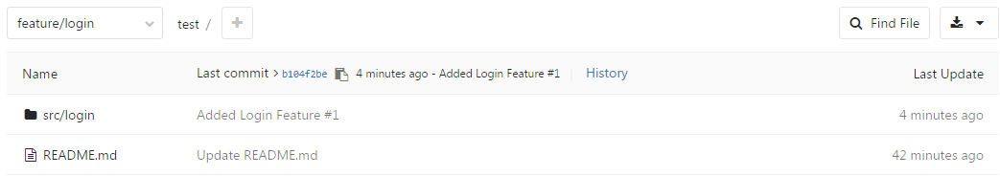 feature/login test / + Find File
Name Last commit > b104f2be 4 minutes ago - Added Login Feature #1 History Last Update
src/login Added Login Feature #1 4 minutes ago
README.md Update README.md 42 minutes ago